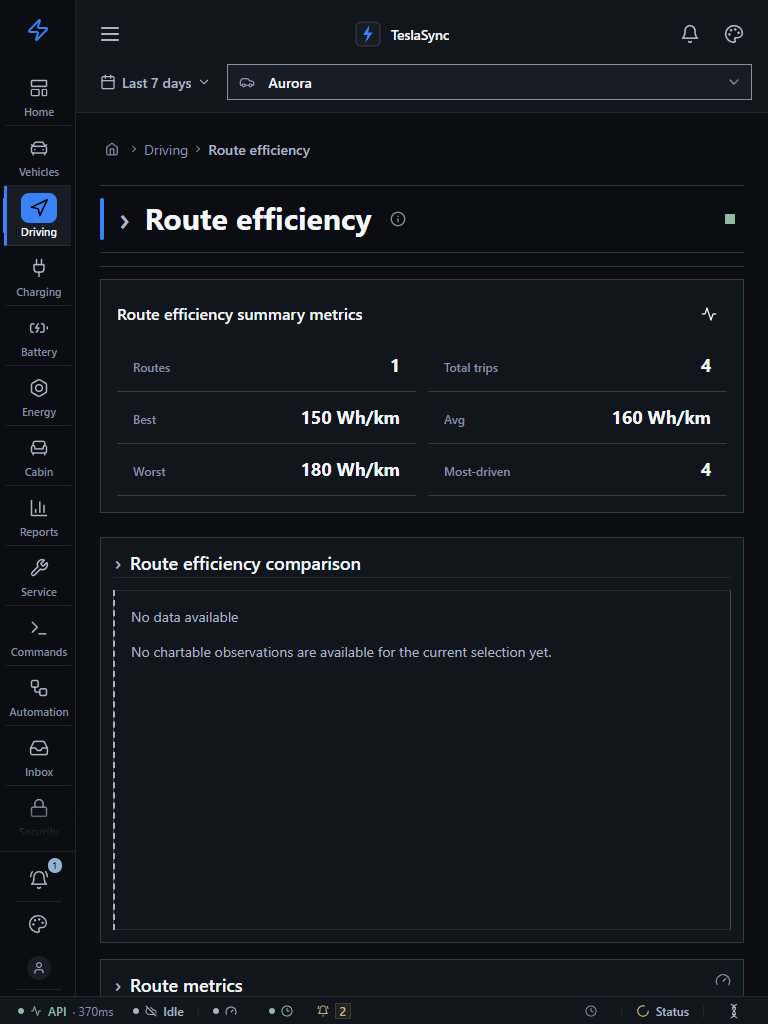 TeslaSync
Last 7 days
Aurora
Home
Vehicles
Driving
Charging
Battery
Energy
Cabin
Reports
Service
Commands
Automation
Inbox
Security
1
Driving
Route efficiency
Route efficiency
Route efficiency summary metrics
Routes 1
Total trips 4
Best 150 Wh/km
Avg 160 Wh/km
Worst 180 Wh/km
Most-driven 4
Route efficiency comparison
No data available
No chartable observations are available for the current selection yet.
Route metrics
API · 370ms
Idle
2
Status